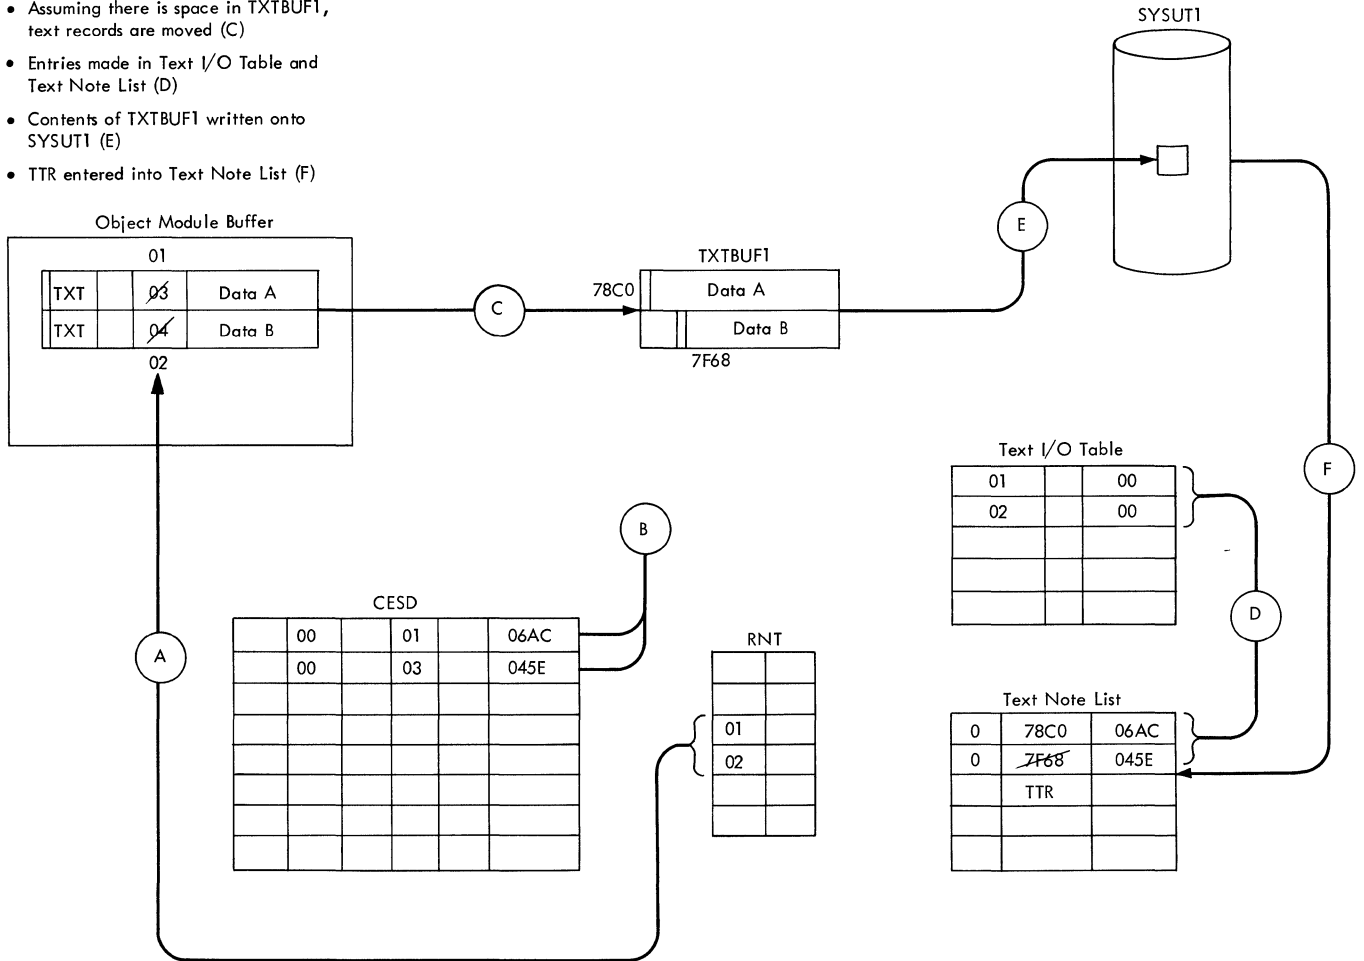 • Assuming there is space in TXTBUF1,
text records are moved (C)
• Entries made in Text I/O Table and
Text Note List (D)
• Contents of TXTBUF1 written onto
SYSUT1 (E)
• TTR entered into Text Note List (F)
SYSUT1
E
Object Module Buffer
01
TXT 03 Data A
TXT 04 Data B
02
C
TXTBUF1
78C0 Data A
Data B
7F68
F
Text I/O Table
01 00
02 00
B
D
A
CESD
00 01 06AC
00 03 045E
RNT
01
02
Text Note List
0 78C0 06AC
0 7F68 045E
TTR